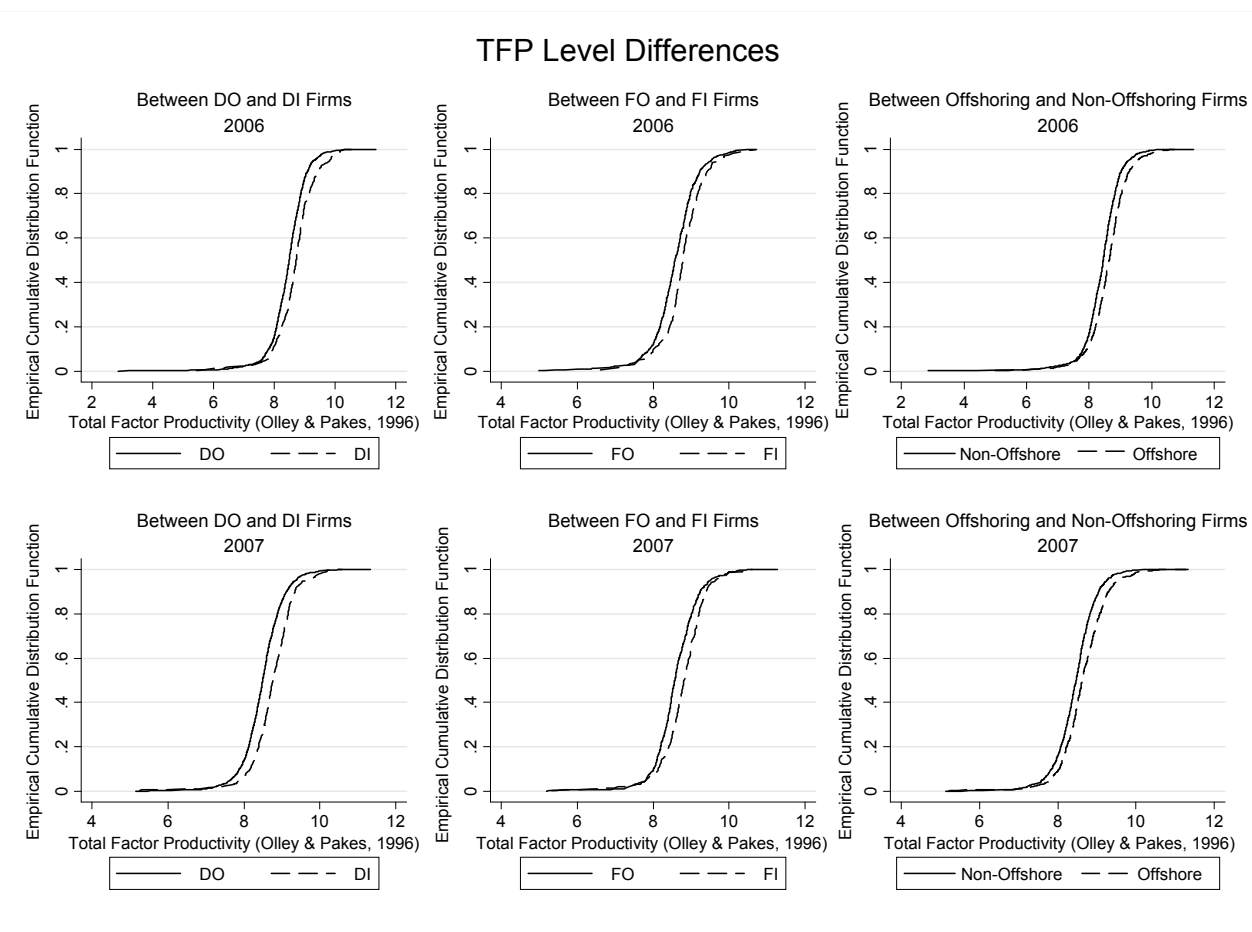 TFP Level Differences
Between DO and DI Firms
2006
Empirical Cumulative Distribution Function
0 .2 .4 .6 .8 1
2 4 6 8 10 12
Total Factor Productivity (Olley & Pakes, 1996)
DO DI
Between FO and FI Firms
2006
Empirical Cumulative Distribution Function
0 .2 .4 .6 .8 1
4 6 8 10 12
Total Factor Productivity (Olley & Pakes, 1996)
FO FI
Between Offshoring and Non-Offshoring Firms
2006
Empirical Cumulative Distribution Function
0 .2 .4 .6 .8 1
2 4 6 8 10 12
Total Factor Productivity (Olley & Pakes, 1996)
Non-Offshore Offshore
Between DO and DI Firms
2007
Empirical Cumulative Distribution Function
0 .2 .4 .6 .8 1
4 6 8 10 12
Total Factor Productivity (Olley & Pakes, 1996)
DO DI
Between FO and FI Firms
2007
Empirical Cumulative Distribution Function
0 .2 .4 .6 .8 1
4 6 8 10 12
Total Factor Productivity (Olley & Pakes, 1996)
FO FI
Between Offshoring and Non-Offshoring Firms
2007
Empirical Cumulative Distribution Function
0 .2 .4 .6 .8 1
4 6 8 10 12
Total Factor Productivity (Olley & Pakes, 1996)
Non-Offshore Offshore